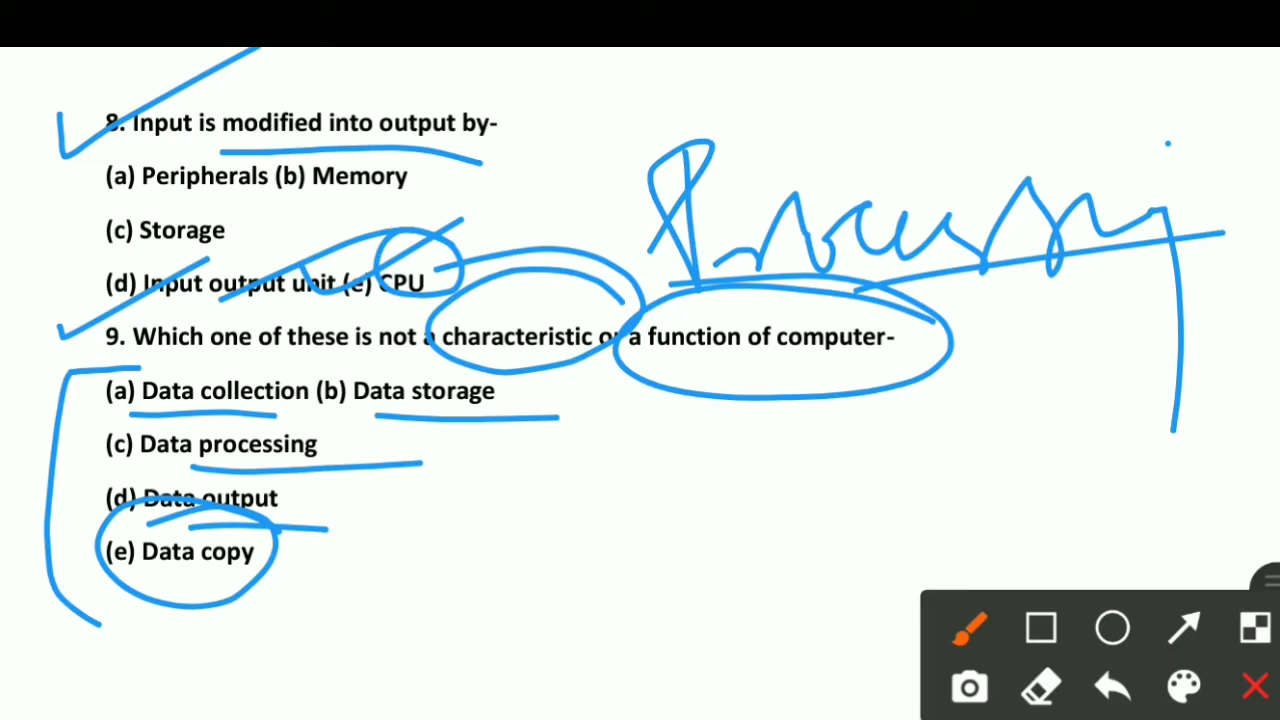 8. Input is modified into output by-
(a) Peripherals (b) Memory
(c) Storage
(d) Input output unit (e) CPU
Processing
9. Which one of these is not a characteristic or a function of computer-
(a) Data collection (b) Data storage
(c) Data processing
(d) Data output
(e) Data copy